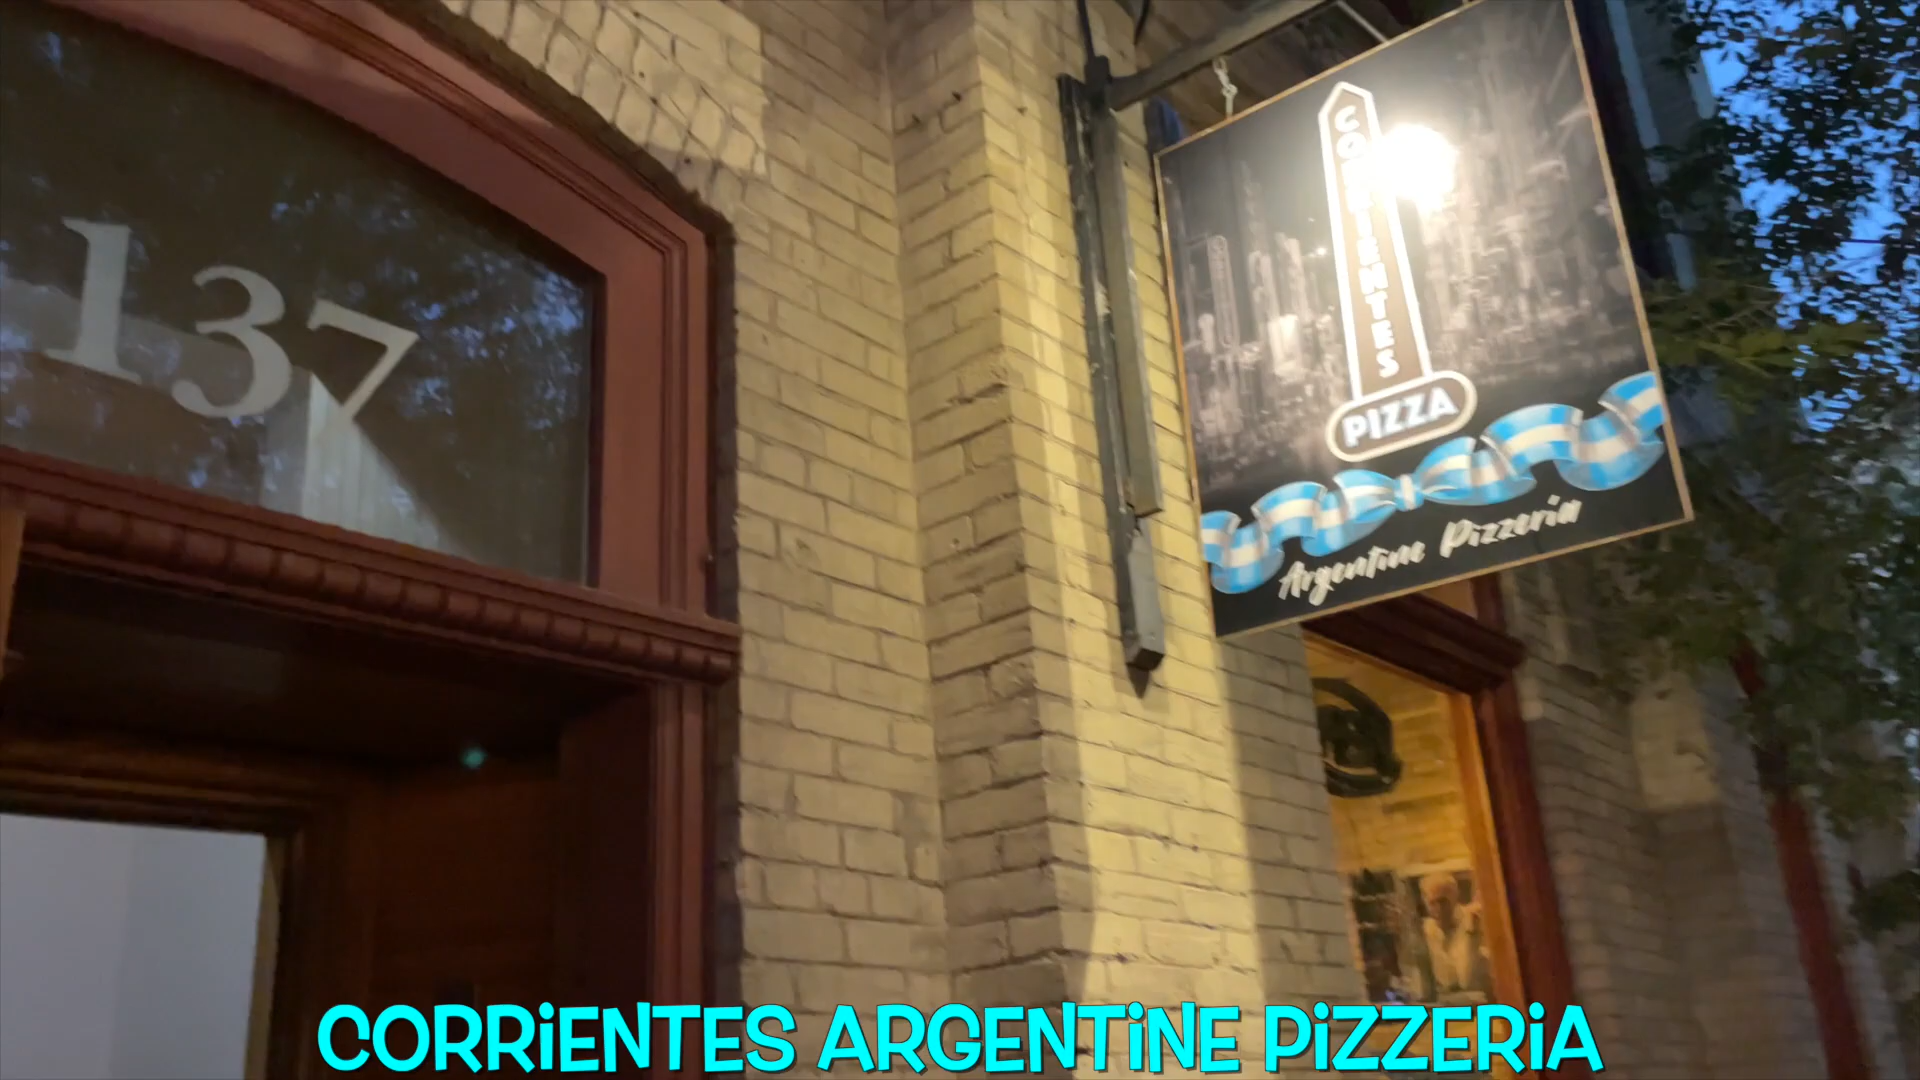 137
CORRIENTES
PIZZA
Argentine Pizzeria
CORRiENTES ARGENTiNE PiZZERiA